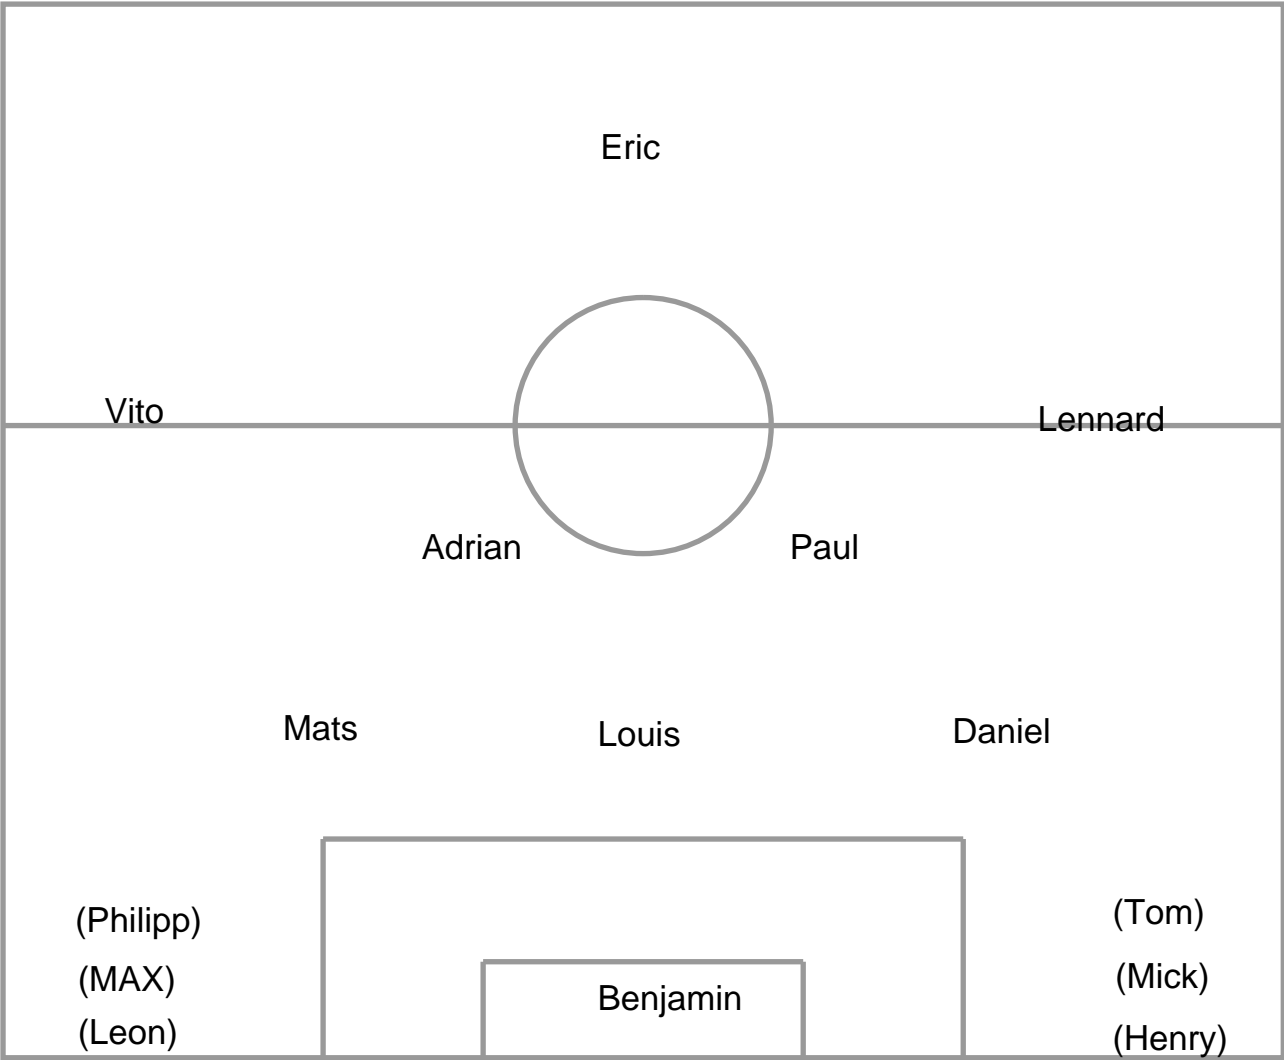 Eric
Vito
Lennard
Adrian
Paul
Mats
Louis
Daniel
(Philipp)
(MAX)
(Leon)
Benjamin
(Tom)
(Mick)
(Henry)